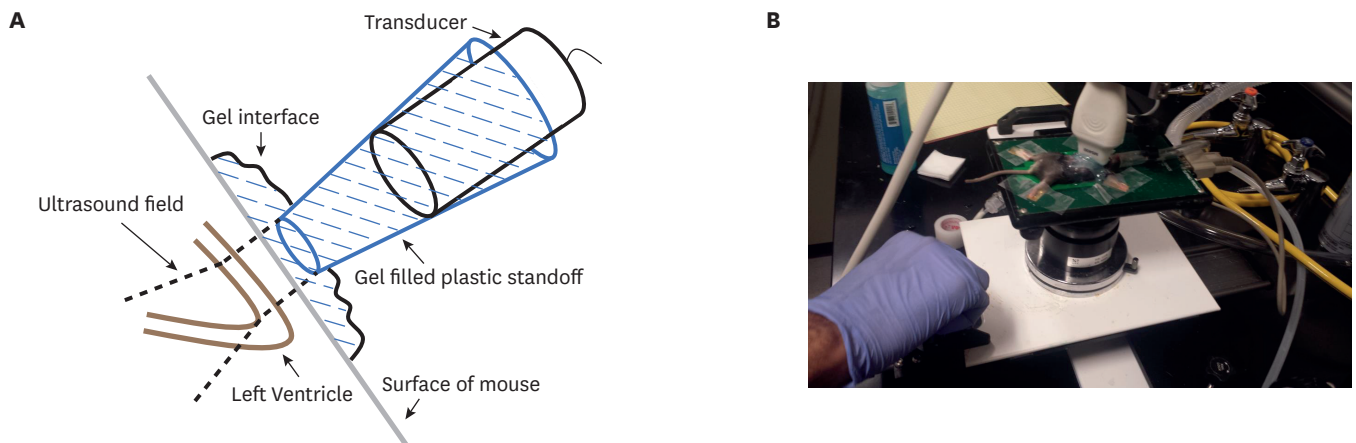 A
B
Transducer
Gel interface
Ultrasound field
Gel filled plastic standoff
Left Ventricle
Surface of mouse